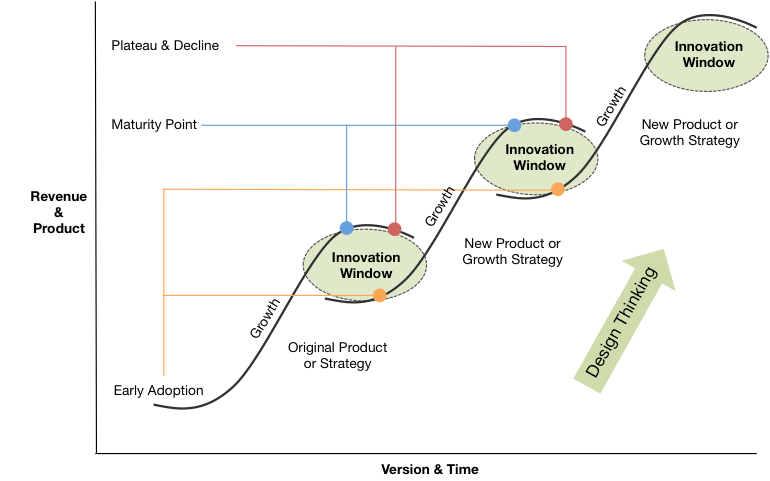 Plateau & Decline
Maturity Point
Early Adoption
Revenue
&
Product
Growth
Innovation
Window
Original Product
or Strategy
Growth
Innovation
Window
New Product or
Growth Strategy
Growth
Innovation
Window
New Product or
Growth Strategy
Design Thinking
Version & Time